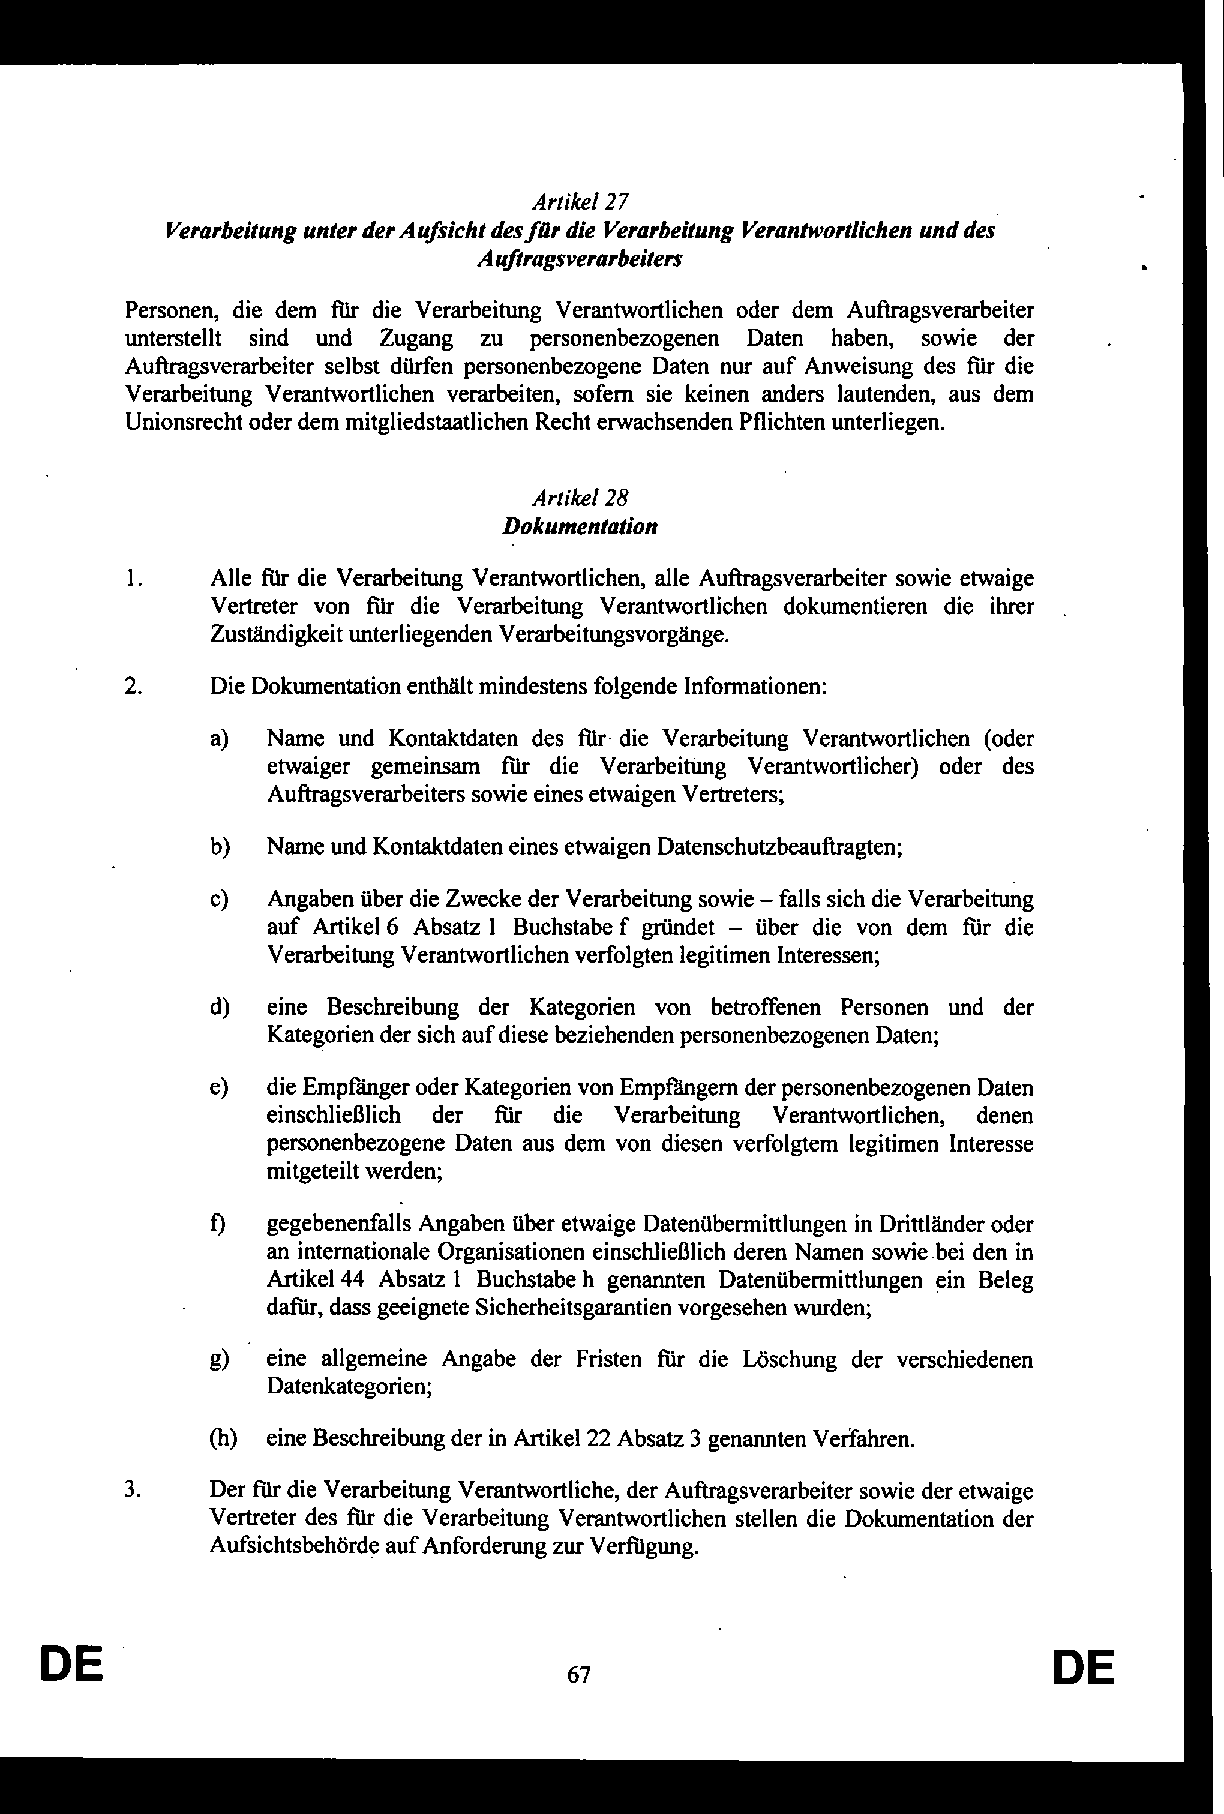 Artikel 27
Verarbeitung unter der Aufsicht des für die Verarbeitung Verantwortlichen und des
Auftragsverarbeiters
Personen, die dem für die Verarbeitung Verantwortlichen oder dem Auftragsverarbeiter
unterstellt sind und Zugang zu personenbezogenen Daten haben, sowie der
Auftragsverarbeiter selbst dürfen personenbezogene Daten nur auf Anweisung des für die
Verarbeitung Verantwortlichen verarbeiten, sofern sie keinen anders lautenden, aus dem
Unionsrecht oder dem mitgliedstaatlichen Recht erwachsenden Pflichten unterliegen.
Artikel 28
Dokumentation
1. Alle für die Verarbeitung Verantwortlichen, alle Auftragsverarbeiter sowie etwaige
Vertreter von für die Verarbeitung Verantwortlichen dokumentieren die ihrer
Zuständigkeit unterliegenden Verarbeitungsvorgänge.
2. Die Dokumentation enthält mindestens folgende Informationen:
a) Name und Kontaktdaten des für die Verarbeitung Verantwortlichen (oder
etwaiger gemeinsam für die Verarbeitung Verantwortlicher) oder des
Auftragsverarbeiters sowie eines etwaigen Vertreters;
b) Name und Kontaktdaten eines etwaigen Datenschutzbeauftragten;
c) Angaben über die Zwecke der Verarbeitung sowie – falls sich die Verarbeitung
auf Artikel 6 Absatz 1 Buchstabe f gründet – über die von dem für die
Verarbeitung Verantwortlichen verfolgten legitimen Interessen;
d) eine Beschreibung der Kategorien von betroffenen Personen und der
Kategorien der sich auf diese beziehenden personenbezogenen Daten;
e) die Empfänger oder Kategorien von Empfängern der personenbezogenen Daten
einschließlich der für die Verarbeitung Verantwortlichen, denen
personenbezogene Daten aus dem von diesen verfolgtem legitimen Interesse
mitgeteilt werden;
f) gegebenenfalls Angaben über etwaige Datenübermittlungen in Drittländer oder
an internationale Organisationen einschließlich deren Namen sowie bei den in
Artikel 44 Absatz 1 Buchstabe h genannten Datenübermittlungen ein Beleg
dafür, dass geeignete Sicherheitsgarantien vorgesehen wurden;
g) eine allgemeine Angabe der Fristen für die Löschung der verschiedenen
Datenkategorien;
(h) eine Beschreibung der in Artikel 22 Absatz 3 genannten Verfahren.
3. Der für die Verarbeitung Verantwortliche, der Auftragsverarbeiter sowie der etwaige
Vertreter des für die Verarbeitung Verantwortlichen stellen die Dokumentation der
Aufsichtsbehörde auf Anforderung zur Verfügung.
DE 67 DE